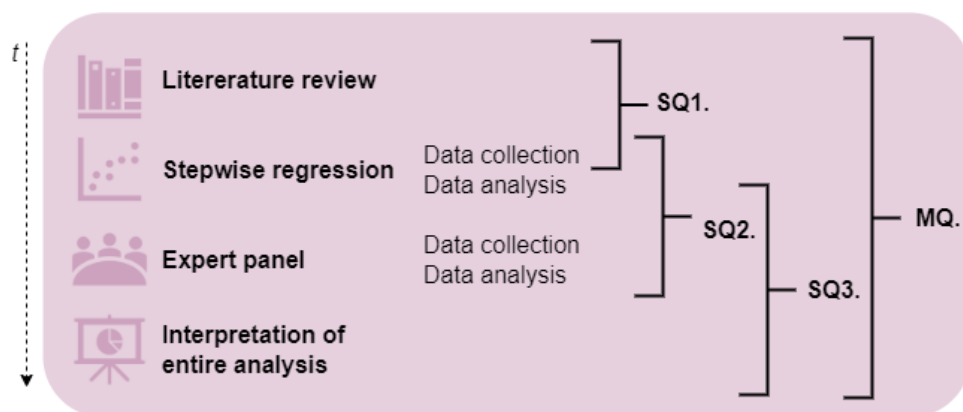 t
Litererature review
SQ1.
Stepwise regression
Data collection
Data analysis
SQ2.
MQ.
Expert panel
Data collection
Data analysis
SQ3.
Interpretation of
entire analysis